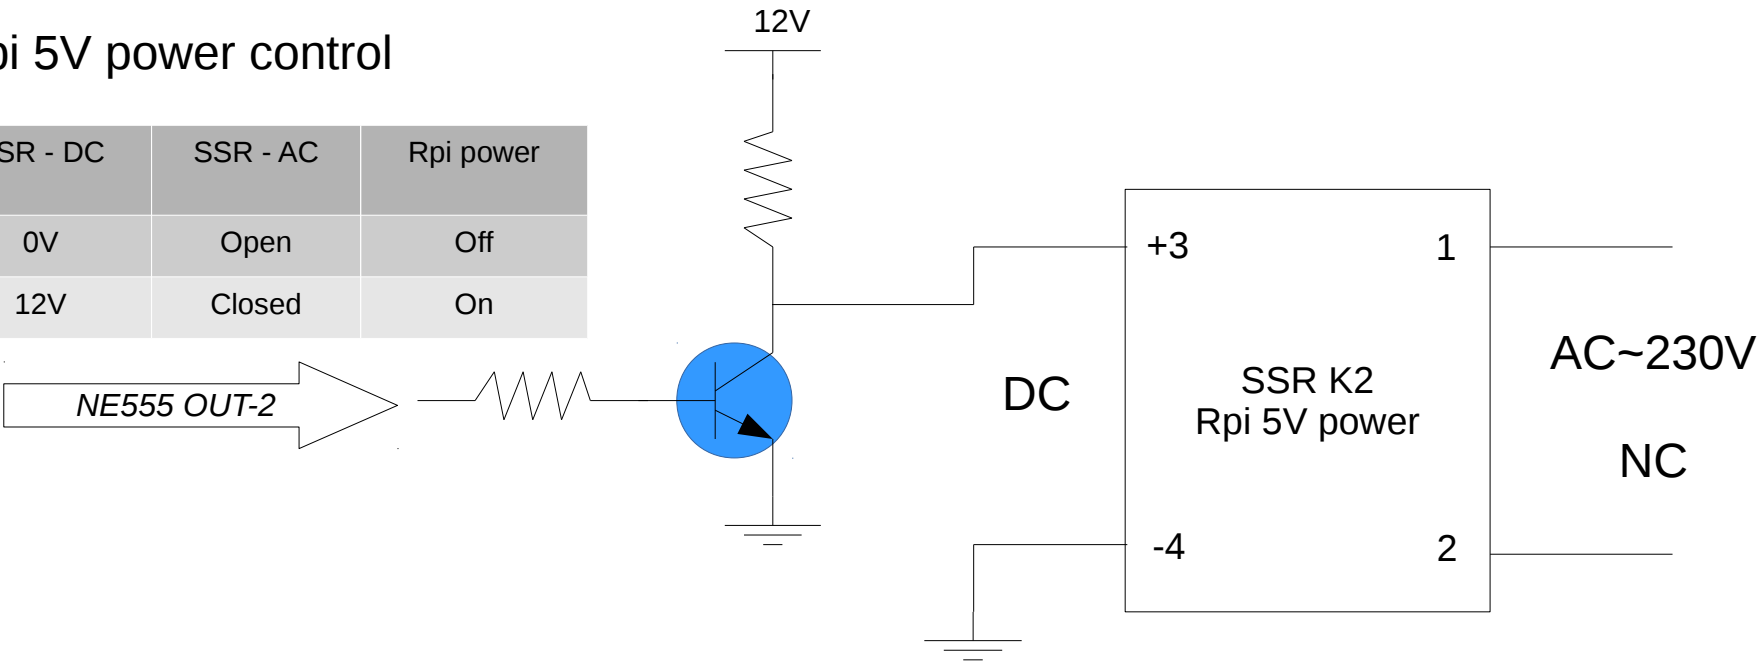 12V
pi 5V power control
SR - DC SSR - AC Rpi power
0V Open Off
12V Closed On
NE555 OUT-2
+3 1
AC~230V
DC
SSR K2
Rpi 5V power
NC
-4 2